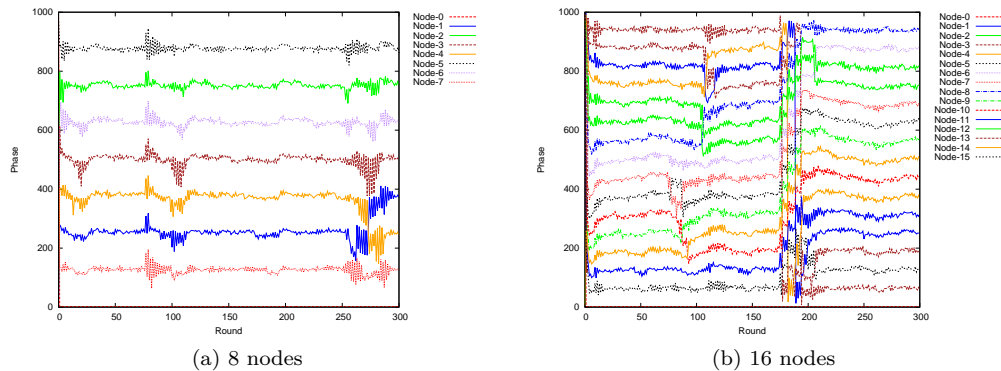 1000
800
600
400
200
0
Phase
0
50
100
150
200
250
300
Round
Node-0
Node-1
Node-2
Node-3
Node-4
Node-5
Node-6
Node-7
(a) 8 nodes
1000
800
600
400
200
0
Phase
0
50
100
150
200
250
300
Round
Node-0
Node-1
Node-2
Node-3
Node-4
Node-5
Node-6
Node-7
Node-8
Node-9
Node-10
Node-11
Node-12
Node-13
Node-14
Node-15
(b) 16 nodes